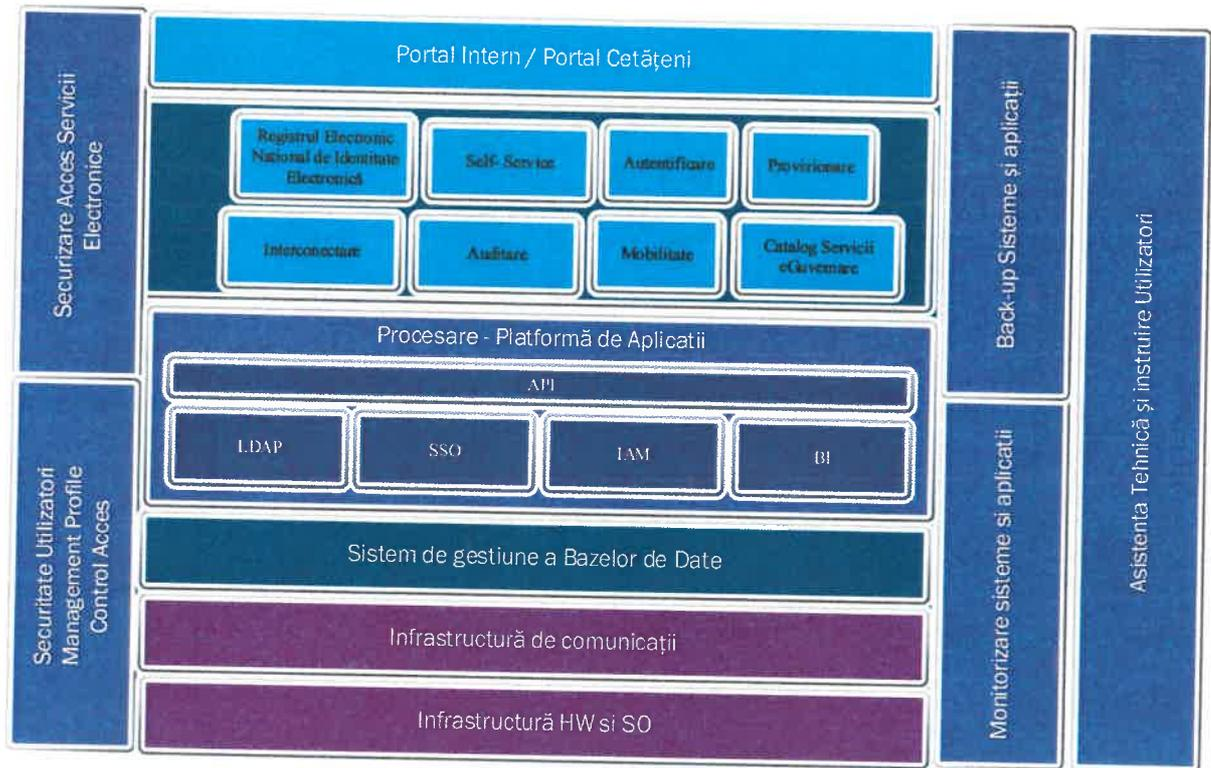 Securizare Acces Servicii
Electronice
Securitate Utilizatori
Management Profile
Control Acces
Portal Intern / Portal Cetățeni
Registrul Electronic
National de Identitate
Electronică
Self- Service
Autentificare
Provizionare
Interconectare
Auditare
Mobilitate
Catalog Servicii
eGuvernare
Procesare - Platformă de Aplicatii
API
LDAP
SSO
IAM
BI
Sistem de gestiune a Bazelor de Date
Infrastructură de comunicații
Infrastructură HW si SO
Back-up Sisteme și aplicații
Monitorizare sisteme si aplicatii
Asistenta Tehnică și instruire Utilizatori